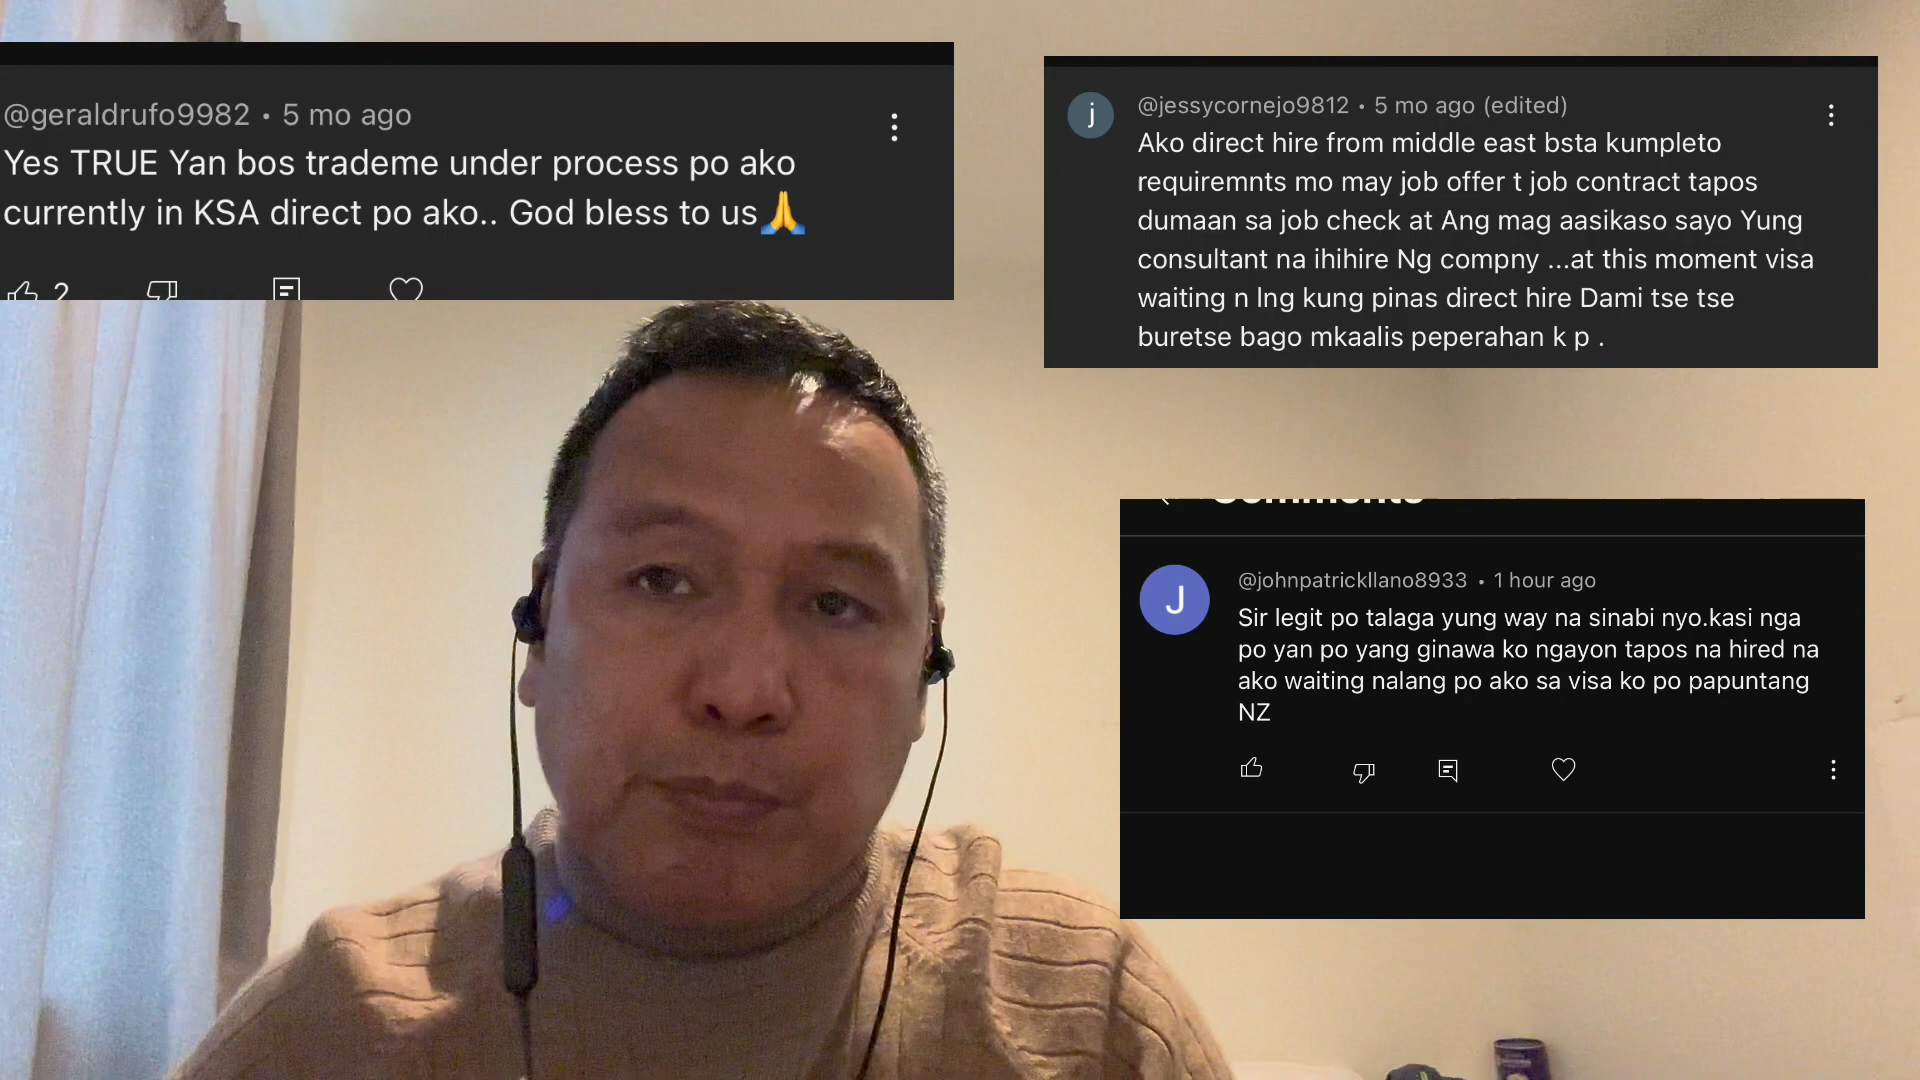 @geraldrufo9982 • 5 mo ago
Yes TRUE Yan bos trademe under process po ako
currently in KSA direct po ako.. God bless to us🙏
2
j
@jessycornejo9812 • 5 mo ago (edited)
Ako direct hire from middle east bsta kumpleto
requiremnts mo may job offer t job contract tapos
dumaan sa job check at Ang mag aasikaso sayo Yung
consultant na ihihire Ng compny ...at this moment visa
waiting n lng kung pinas direct hire Dami tse tse
buretse bago mkaalis peperahan k p .
Comments
J
@johnpatrickllano8933 • 1 hour ago
Sir legit po talaga yung way na sinabi nyo.kasi nga
po yan po yang ginawa ko ngayon tapos na hired na
ako waiting nalang po ako sa visa ko po papuntang
NZ